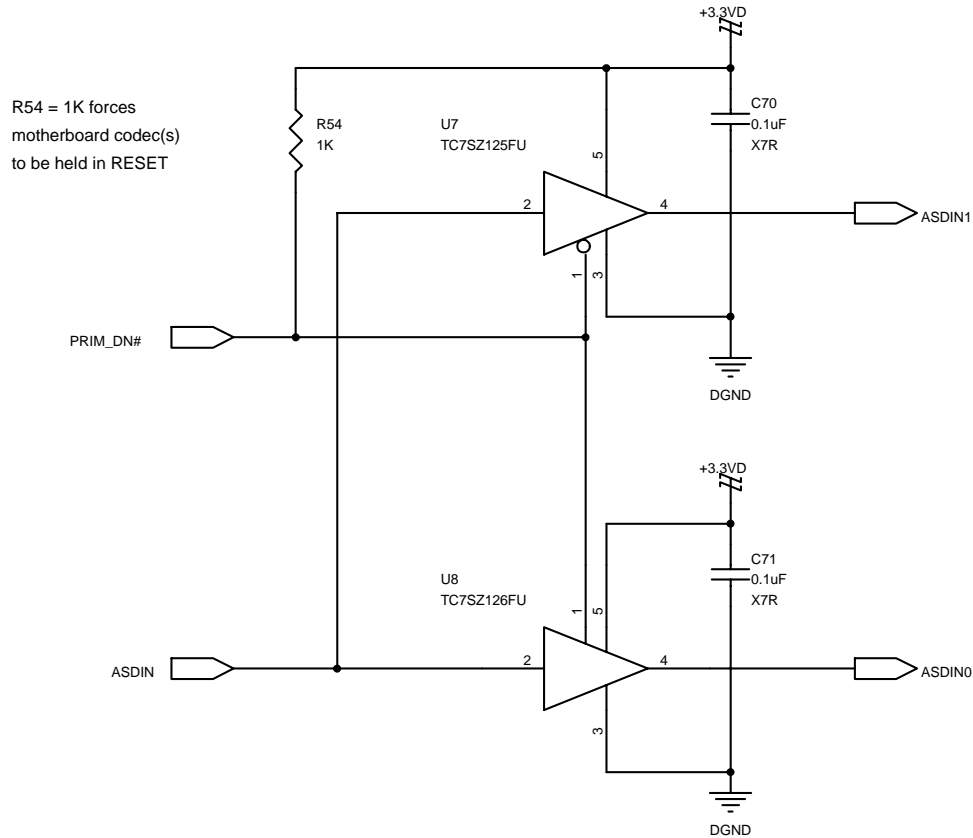 +3.3VD
R54 = 1K forces
motherboard codec(s)
to be held in RESET
R54
1K
U7
TC7SZ125FU
C70
0.1uF
X7R
5
2
4
1
3
ASDIN1
PRIM_DN#
DGND
+3.3VD
U8
TC7SZ126FU
C71
0.1uF
X7R
1
5
2
4
3
ASDIN
ASDIN0
DGND